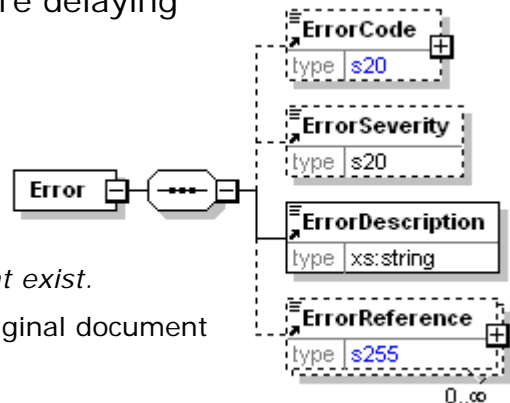 re delaying
ErrorCode
type s20
ErrorSeverity
type s20
Error
ErrorDescription
type xs:string
t exist.
ginal document
ErrorReference
type s255
0..∞